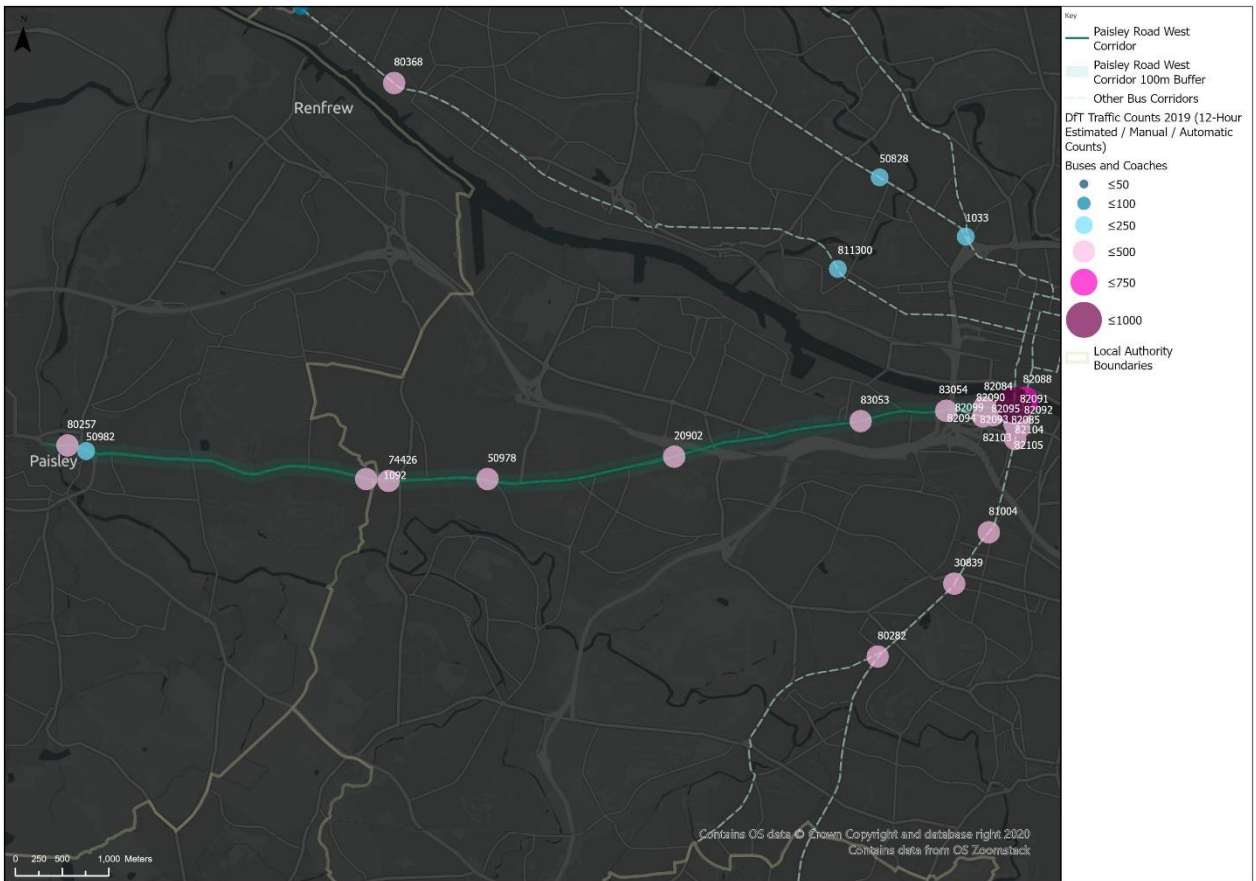 N
80368
Renfrew
50828
1033
811300
82084
82088
83054
82090
82091
82099
82095
82092
83053
82094
82093
82085
82104
82103
82105
80257
50982
Paisley
74426
1092
50978
20902
81004
30839
80282
Contains OS data © Crown Copyright and database right 2020
Contains data from OS Zoomstack
0 250 500 1,000 Meters
Key
Paisley Road West
Corridor
Paisley Road West
Corridor 100m Buffer
Other Bus Corridors
DfT Traffic Counts 2019 (12-Hour
Estimated / Manual / Automatic
Counts)
Buses and Coaches
≤50
≤100
≤250
≤500
≤750
≤1000
Local Authority
Boundaries